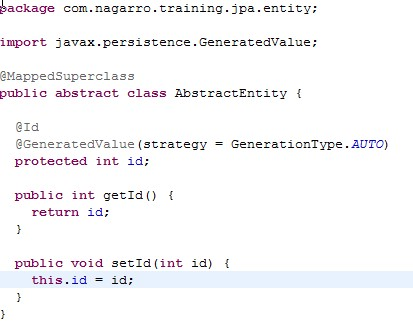 package com.nagarro.training.jpa.entity;
import javax.persistence.GeneratedValue;
@MappedSuperclass
public abstract class AbstractEntity {
@Id
@GeneratedValue(strategy = GenerationType.AUTO)
protected int id;
public int getId() {
return id;
}
public void setId(int id) {
this.id = id;
}
}